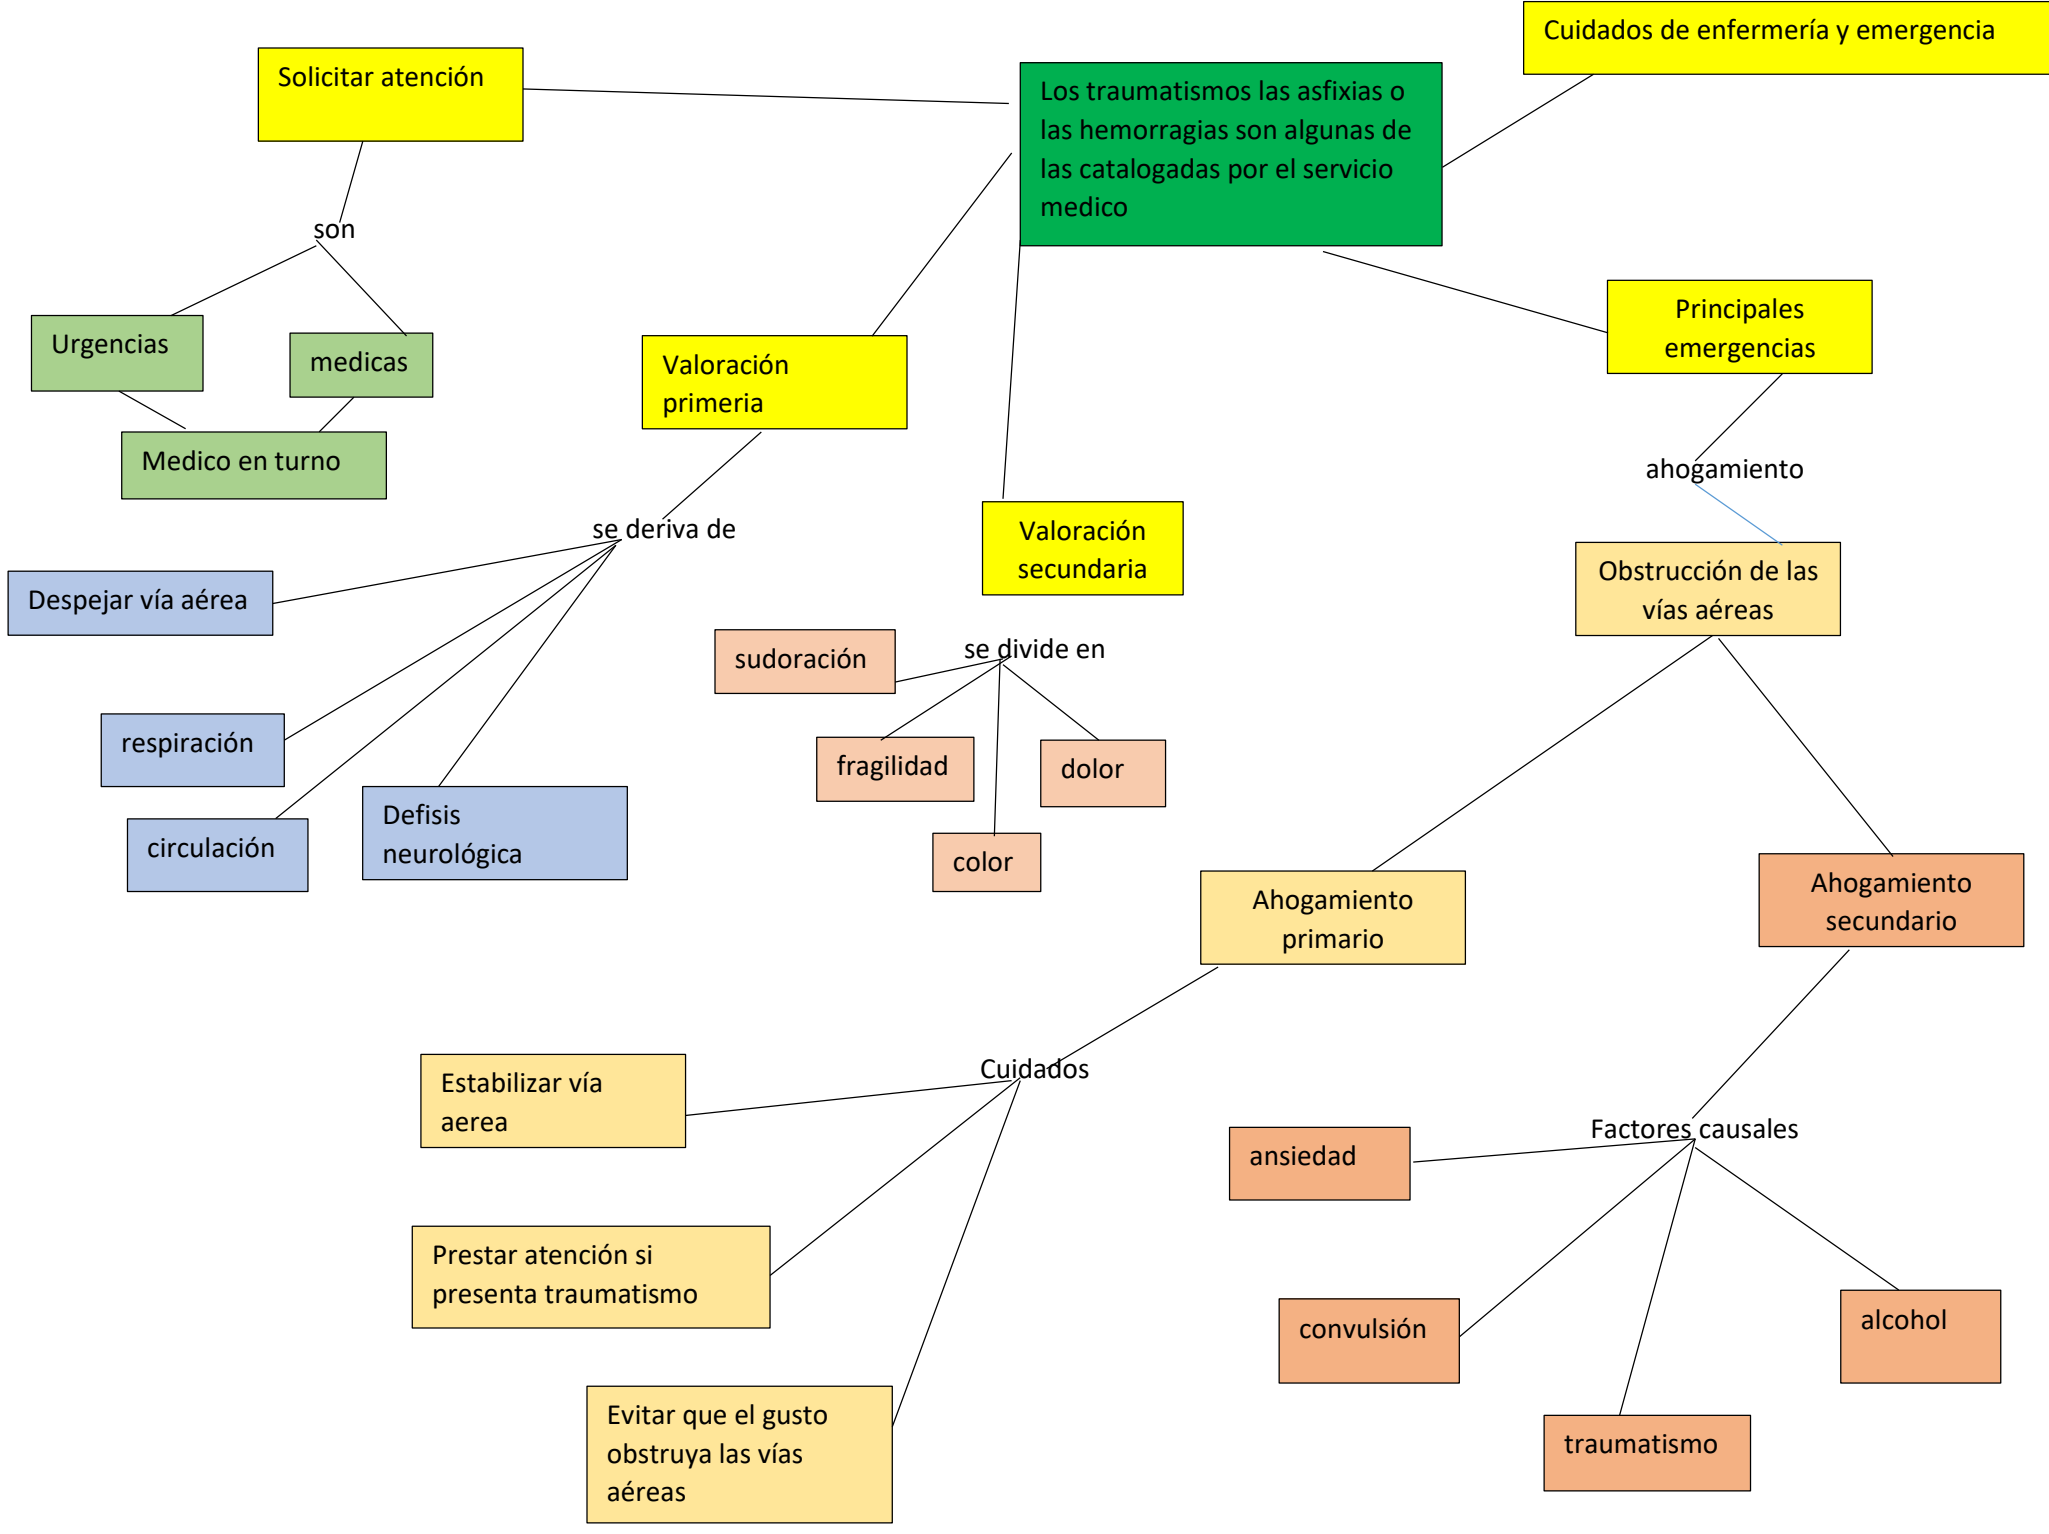 Cuidados de enfermería y emergencia
Solicitar atención
Los traumatismos las asfixias o
las hemorragias son algunas de
las catalogadas por el servicio
medico
son
Urgencias
medicas
Medico en turno
Valoración
primeria
Principales
emergencias
ahogamiento
se deriva de
Valoración
secundaria
Obstrucción de las
vías aéreas
Despejar vía aérea
respiración
circulación
Defisis
neurológica
se divide en
sudoración
fragilidad
dolor
color
Ahogamiento
primario
Ahogamiento
secundario
Cuidados
Estabilizar vía
aerea
Prestar atención si
presenta traumatismo
Evitar que el gusto
obstruya las vías
aéreas
Factores causales
ansiedad
convulsión
alcohol
traumatismo